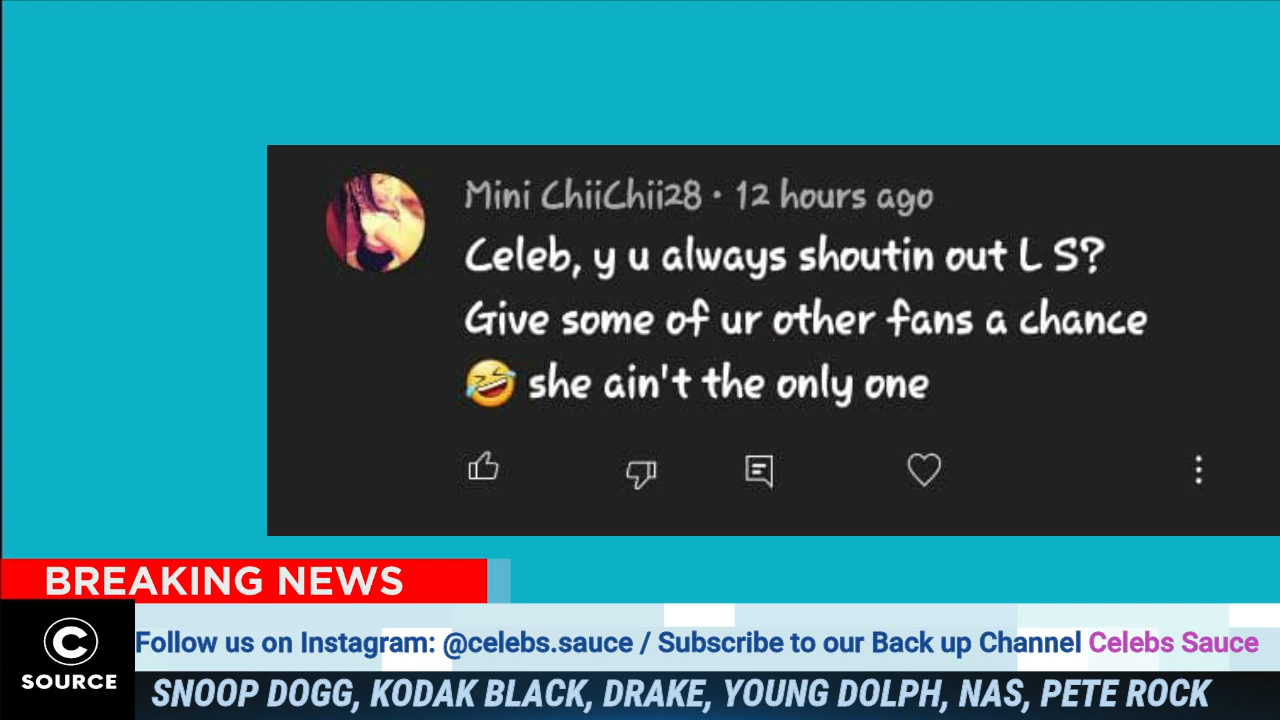 Mini ChiiChii28 · 12 hours ago
Celeb, y u always shoutin out L S?
Give some of ur other fans a chance
🤣 she ain't the only one
BREAKING NEWS
C
SOURCE
Follow us on Instagram: @celebs.sauce / Subscribe to our Back up Channel Celebs Sauce
SNOOP DOGG, KODAK BLACK, DRAKE, YOUNG DOLPH, NAS, PETE ROCK